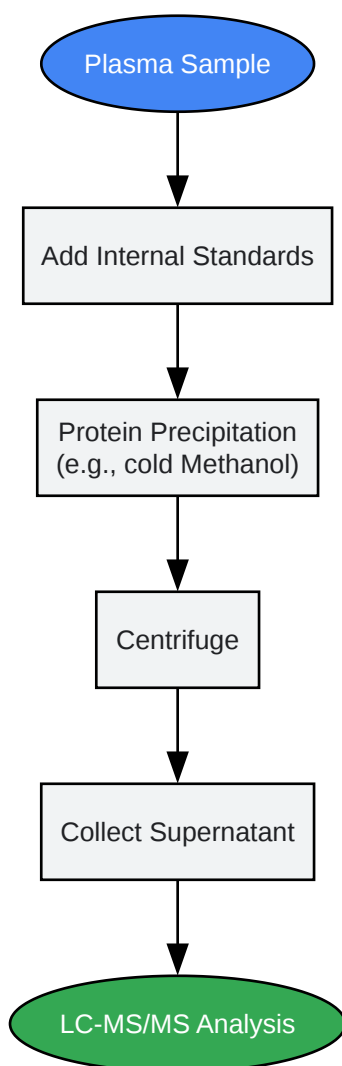 Plasma Sample
Add Internal Standards
Protein Precipitation
(e.g., cold Methanol)
Centrifuge
Collect Supernatant
LC-MS/MS Analysis